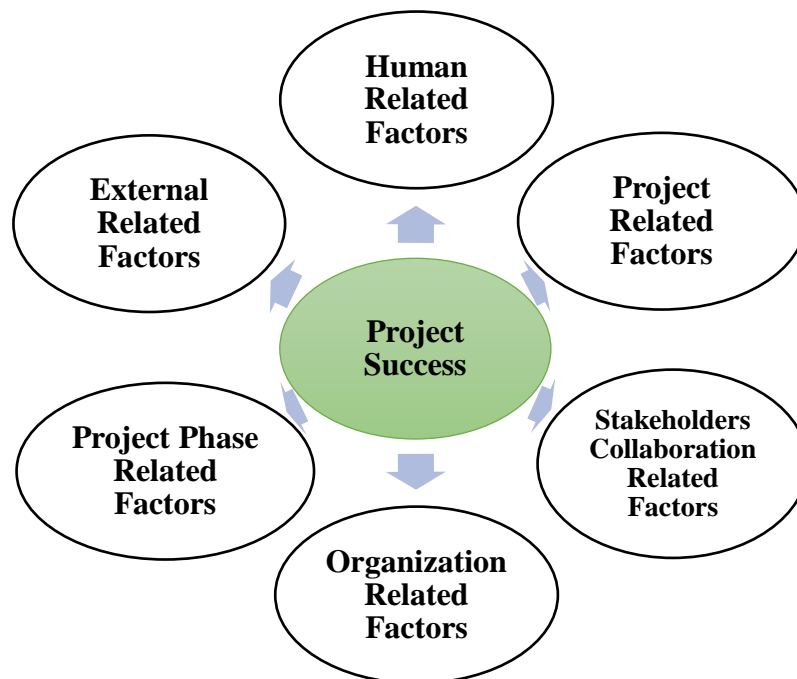 Human
Related
Factors
External
Related
Factors
Project
Related
Factors
Project
Success
Project Phase
Related
Factors
Stakeholders
Collaboration
Related
Factors
Organization
Related
Factors